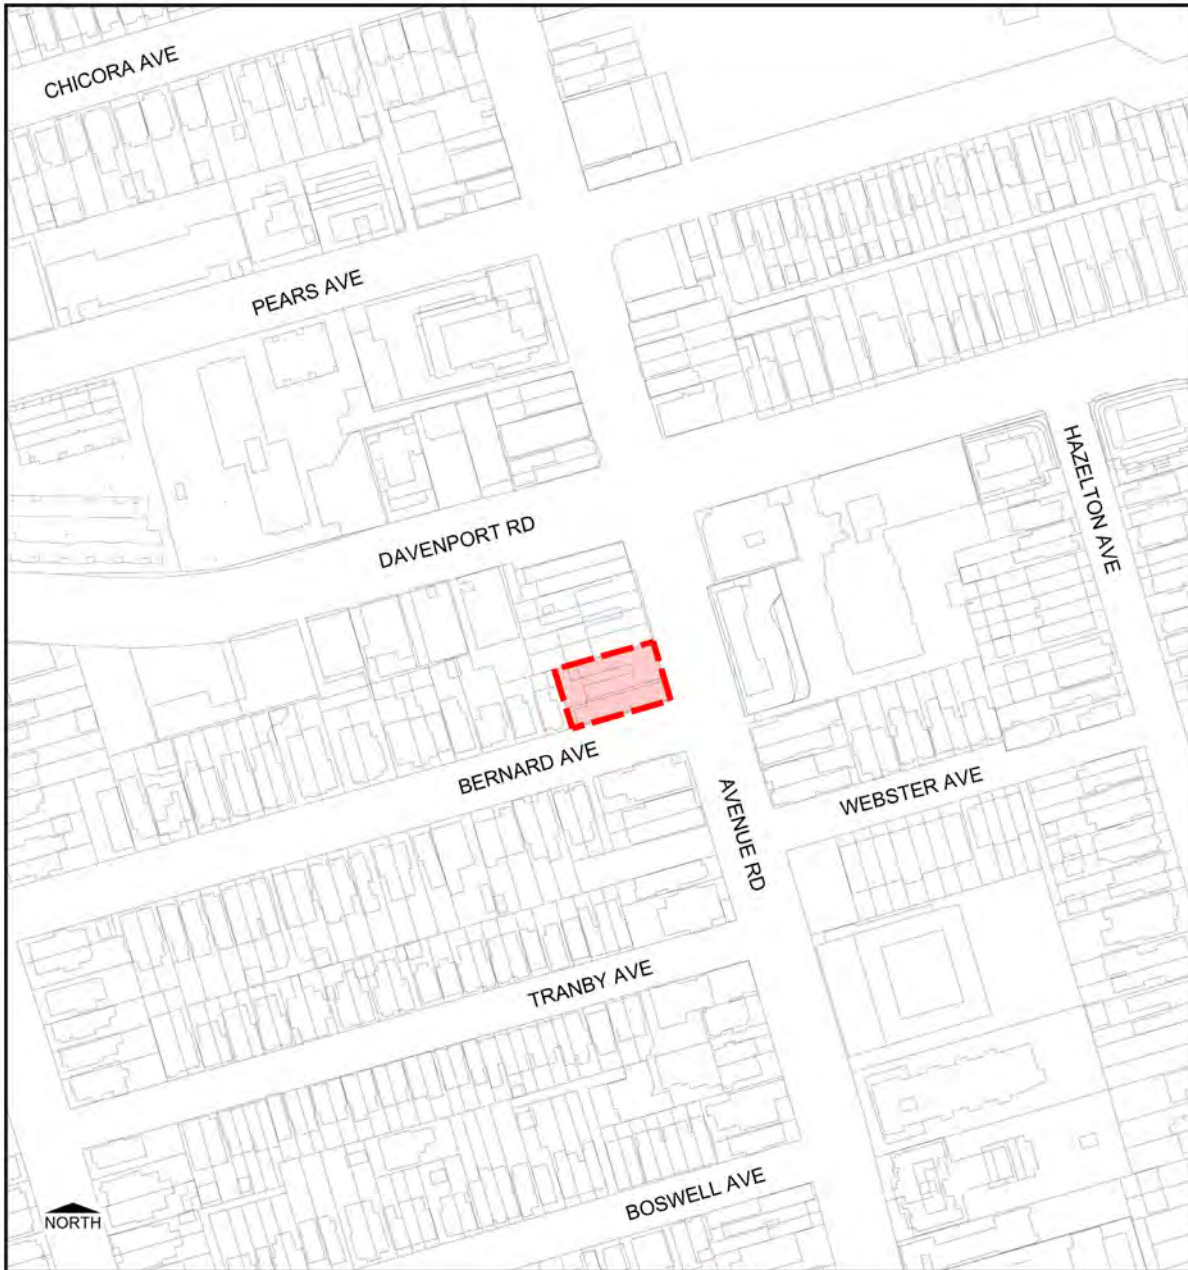 CHICORA AVE
PEARS AVE
HAZELTON AVE
DAVENPORT RD
BERNARD AVE
AVENUE RD
WEBSTER AVE
TRANBY AVE
BOSWELL AVE
NORTH